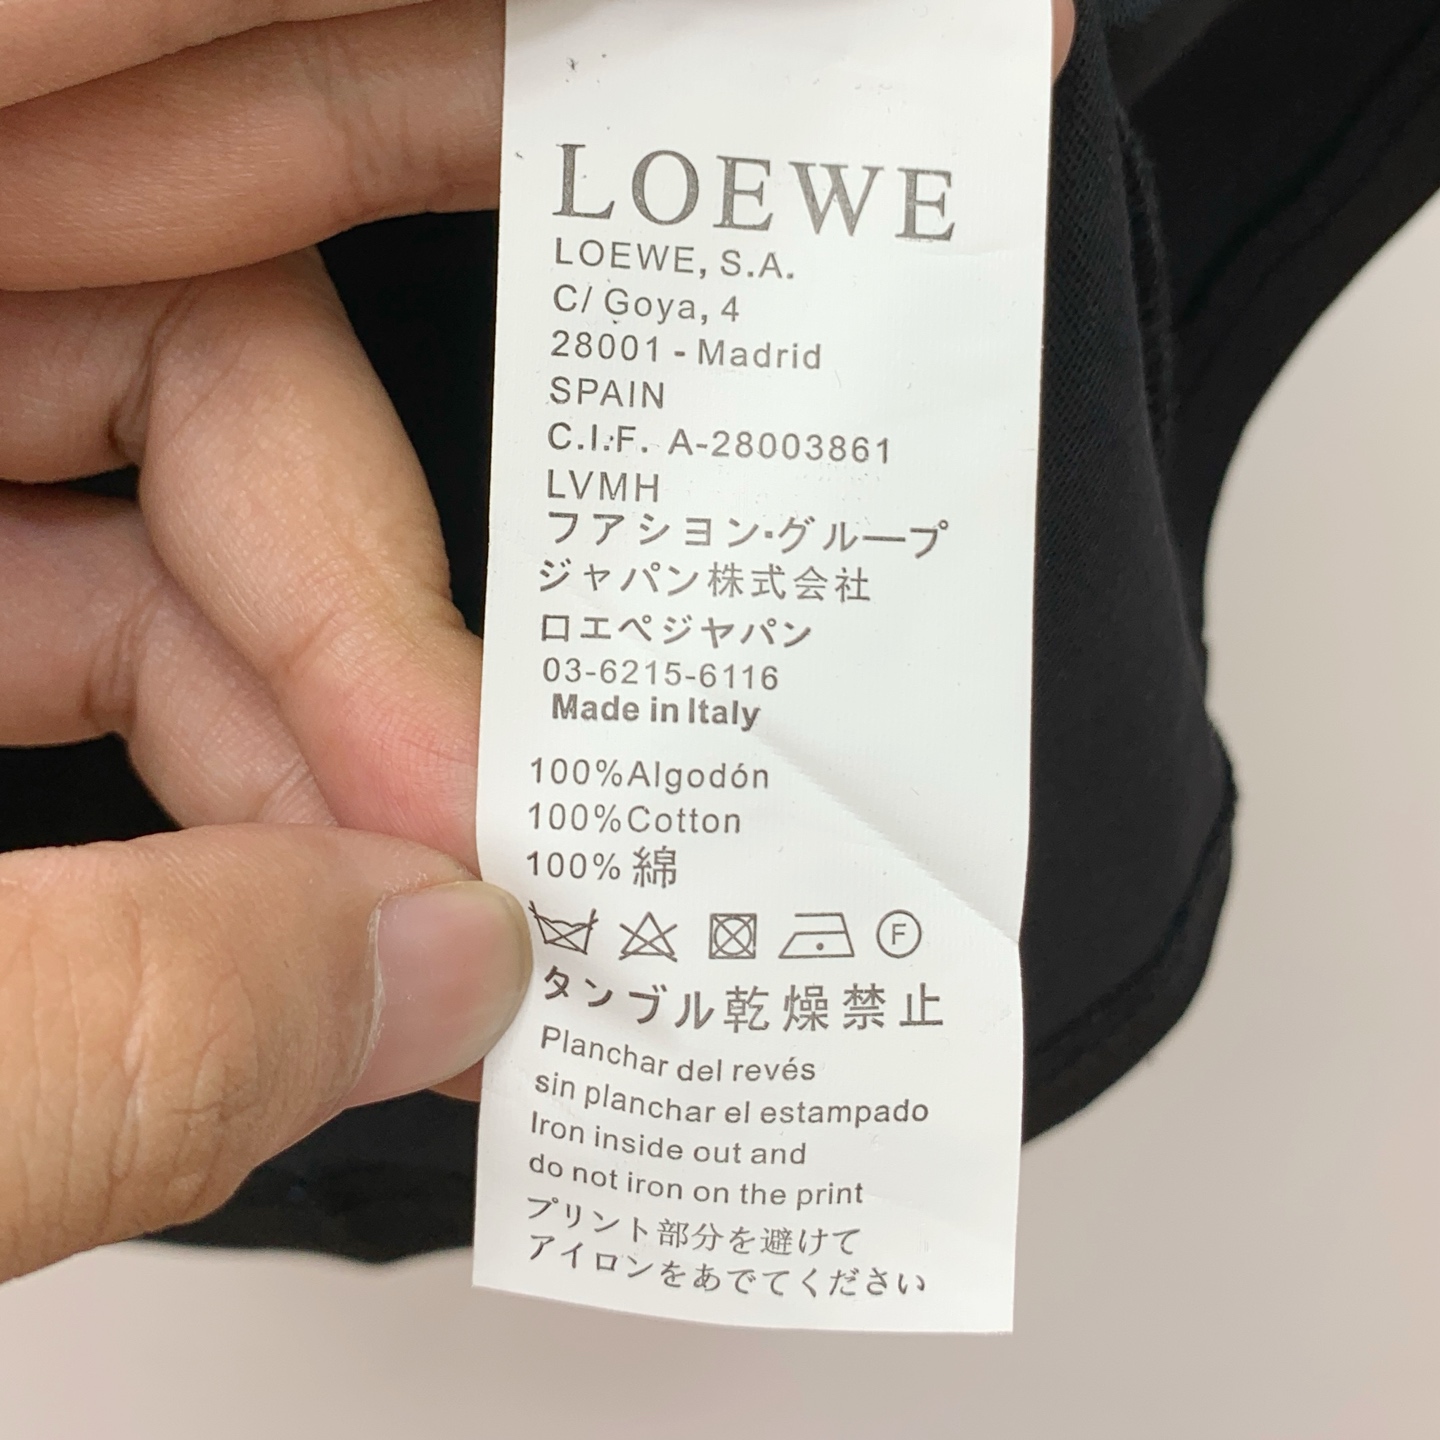 LOEWE
LOEWE, S.A.
C/ Goya, 4
28001 - Madrid
SPAIN
C.I.F. A-28003861
LVMH
フアシヨン·グループ
ジャパン株式会社
ロエペジヤパン
03-6215-6116
Made in Italy
100%Algodón
100%Cotton
100% 綿
F
タンブル乾燥禁止
Planchar del revés
sin planchar el estampado
Iron inside out and
do not iron on the print
プリント部分を避けて
アイロンをあでてください